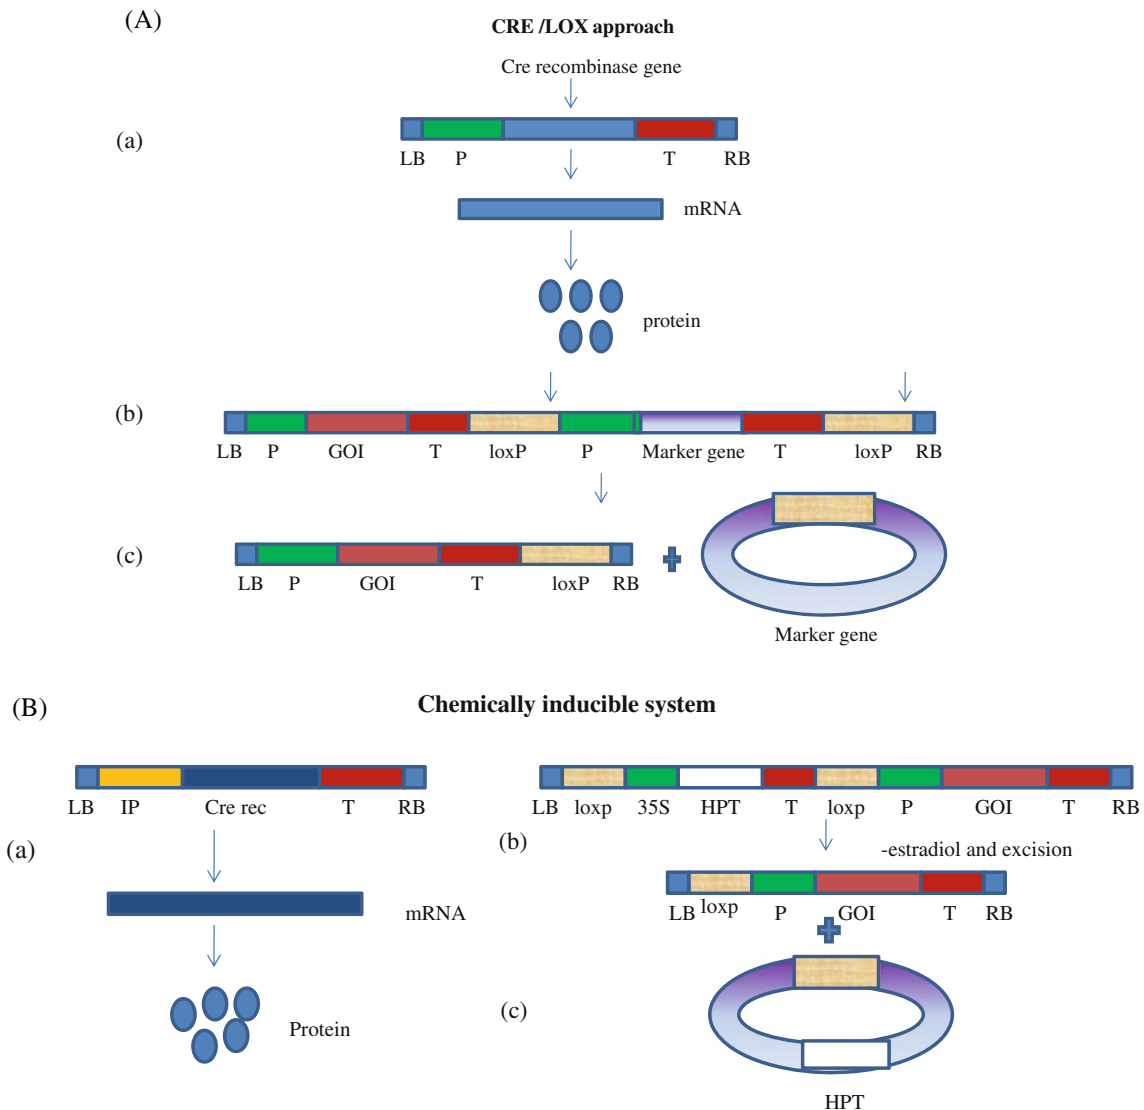 (A)
CRE /LOX approach
Cre recombinase gene
(a)
LB P T RB
mRNA
protein
(b)
LB P GOI T loxP P Marker gene T loxP RB
(c)
LB P GOI T loxP RB
Marker gene
(B)
Chemically inducible system
LB IP Cre rec T RB
LB loxp 35S HPT T loxp P GOI T RB
(a)
(b)
-estradiol and excision
mRNA
LB loxp P GOI T RB
(c)
Protein
HPT